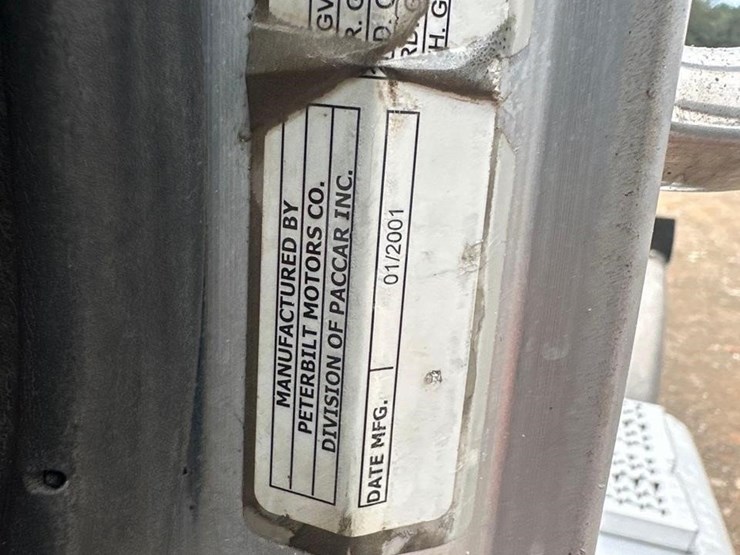 MANUFACTURED BY
PETERBILT MOTORS CO.
DIVISION OF PACCAR INC.
DATE MFG.
01/2001